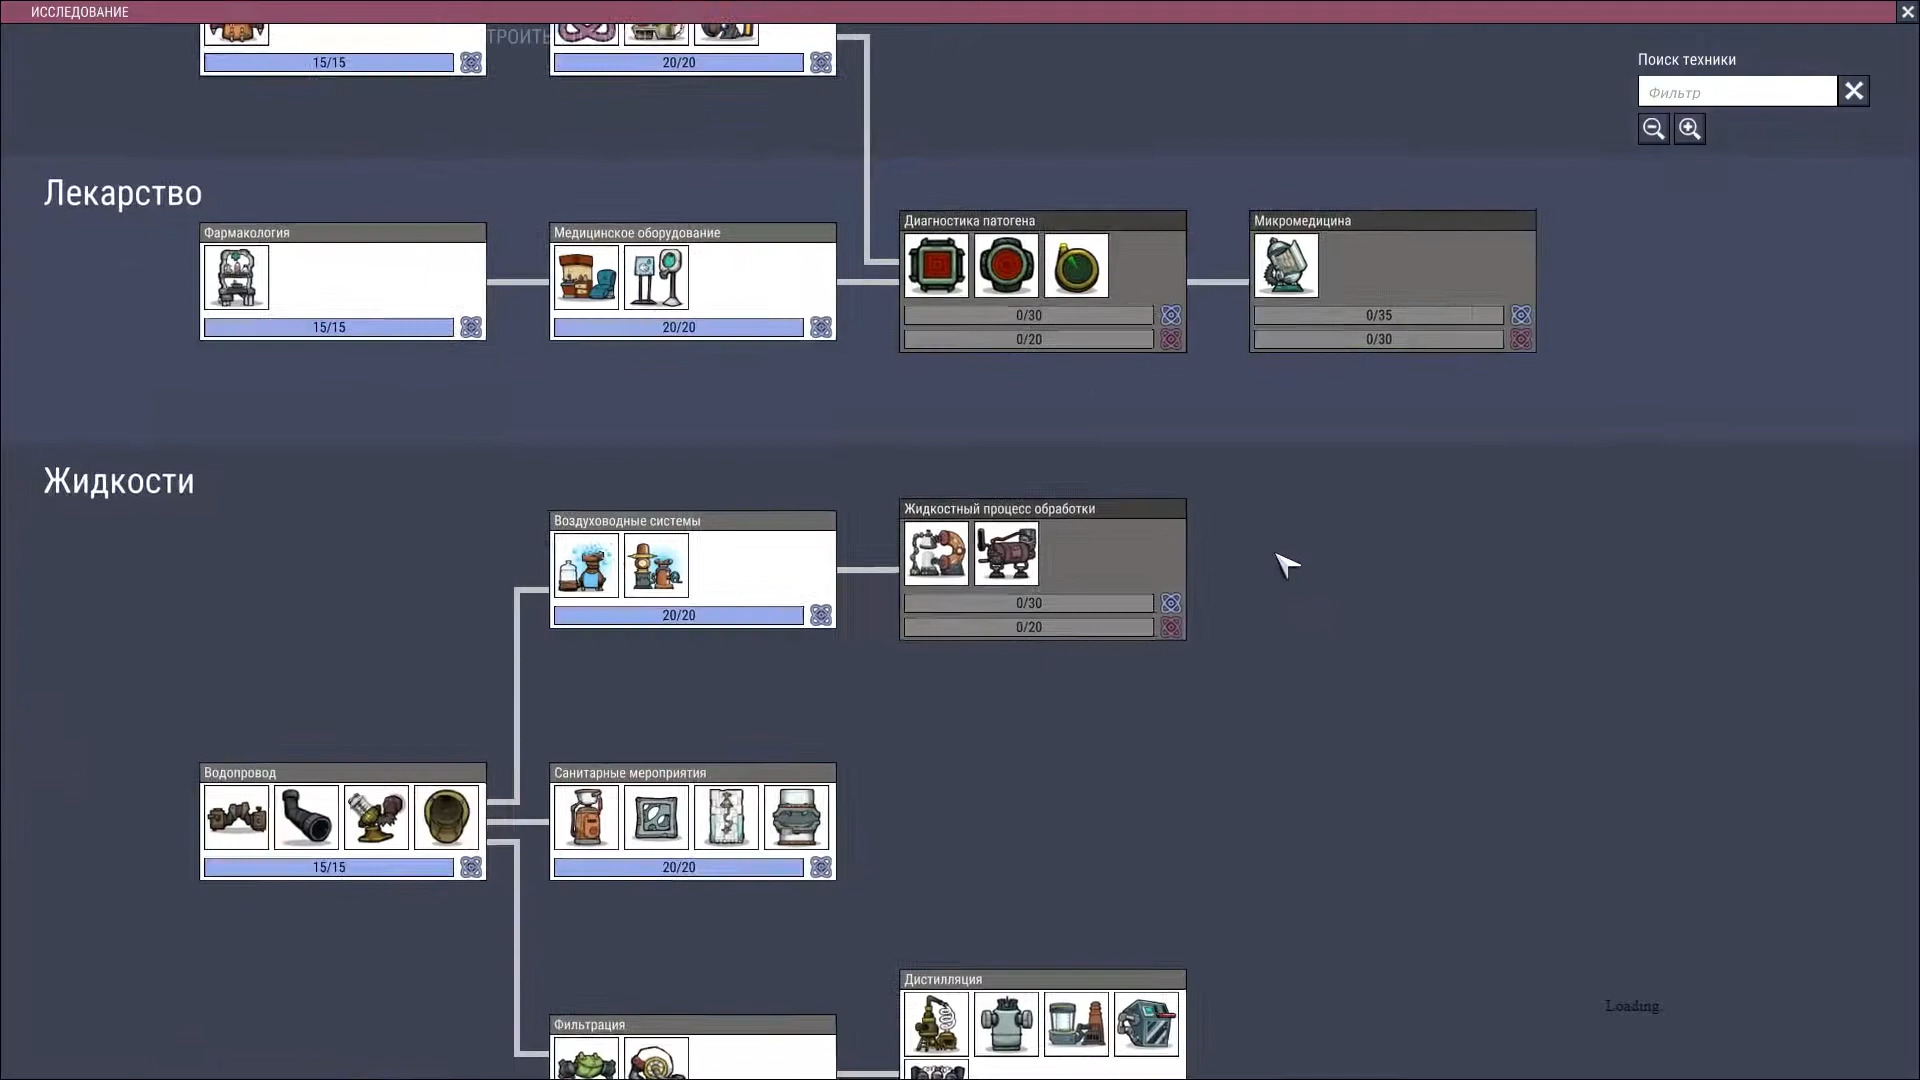 ИССЛЕДОВАНИЕ
ТРОИТЬ
15/15
20/20
Поиск техники
Фильтр
Лекарство
Фармакология
15/15
Медицинское оборудование
20/20
Диагностика патогена
0/30
0/20
Микромедицина
0/35
0/30
Жидкости
Воздуховодные системы
20/20
Жидкостный процесс обработки
0/30
0/20
Водопровод
15/15
Санитарные мероприятия
20/20
Дистилляция
Фильтрация
Loading.